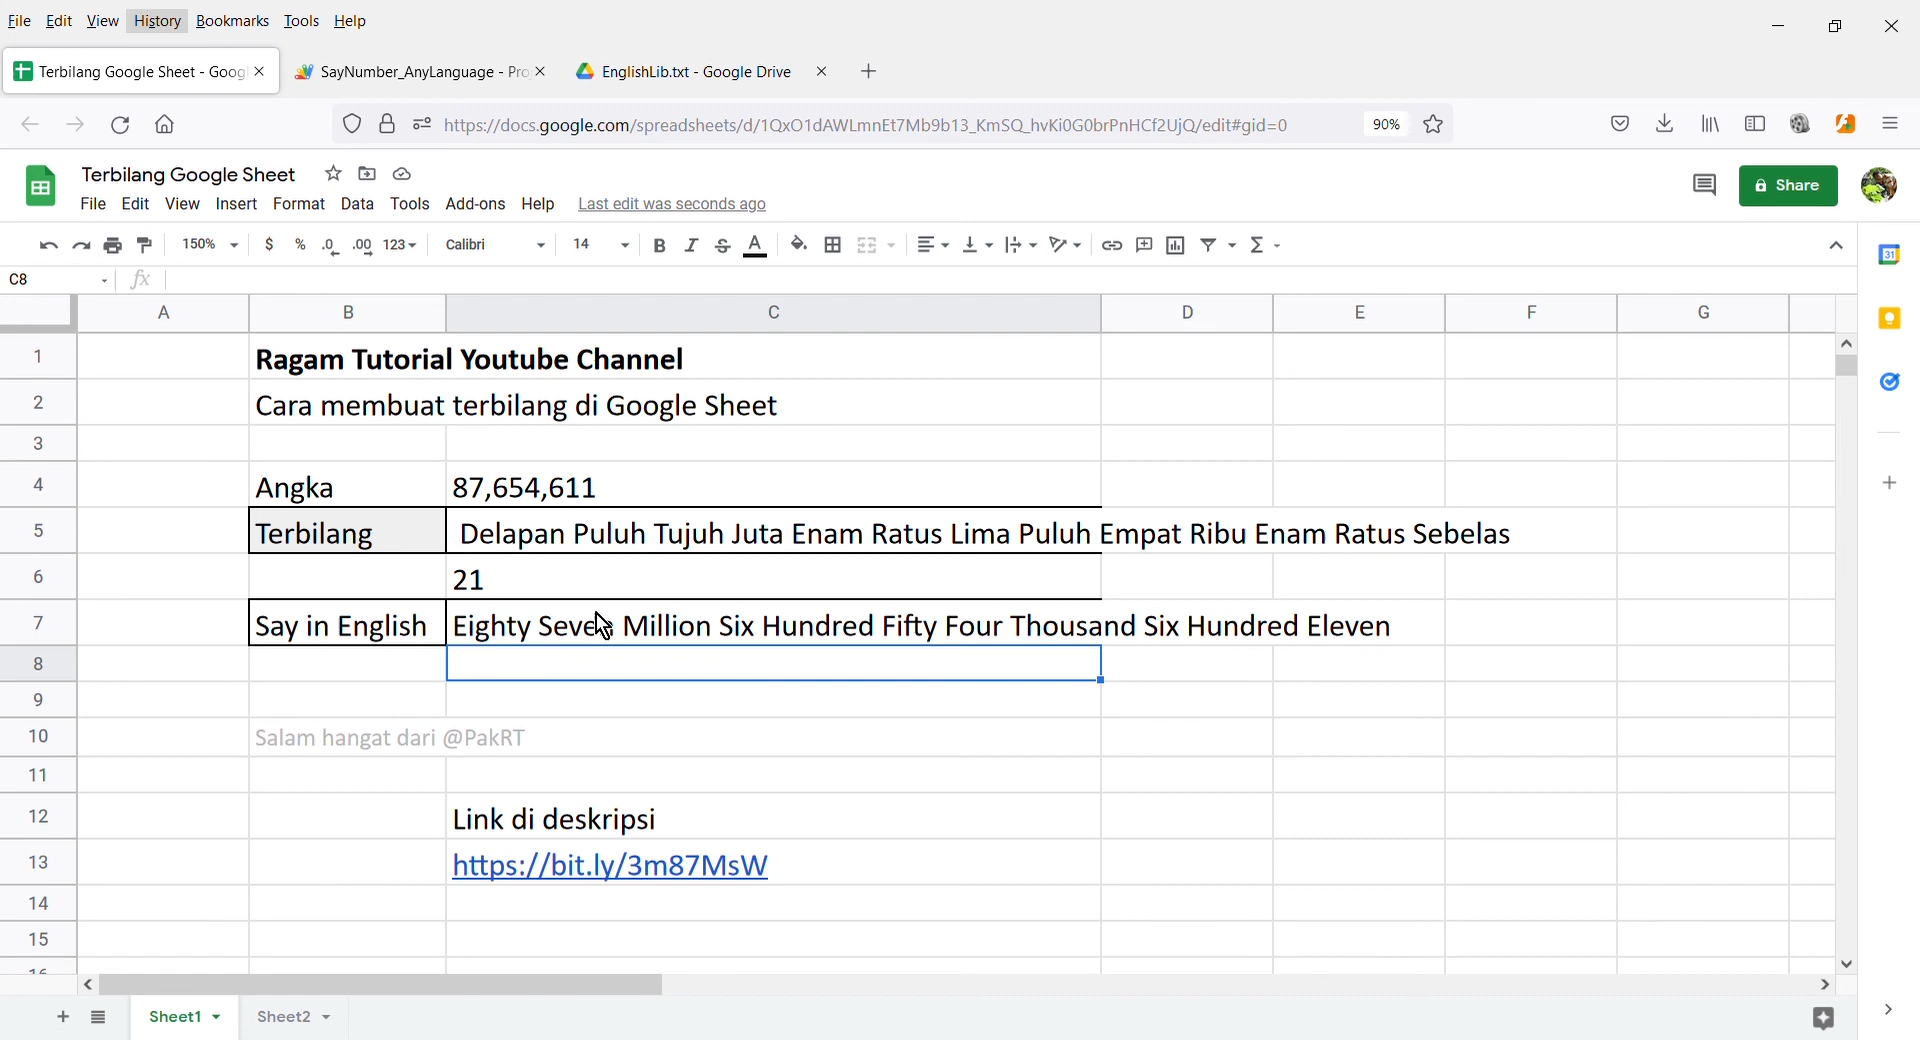 File Edit View History Bookmarks Tools Help
Terbilang Google Sheet - Goog
SayNumber_AnyLanguage - Pro
EnglishLib.txt - Google Drive
https://docs.google.com/spreadsheets/d/1QxO1dAWLmnEt7Mb9b13_KmSQ_hvKi0G0brPnHCf2UjQ/edit#gid=0 90%
Terbilang Google Sheet
Share
File Edit View Insert Format Data Tools Add-ons Help Last edit was seconds ago
150% $ % .0 .00 123 Calibri 14 B I S A Σ
31
C8 fx
A B C D E F G
1 Ragam Tutorial Youtube Channel
2 Cara membuat terbilang di Google Sheet
3
4 Angka 87,654,611
5 Terbilang Delapan Puluh Tujuh Juta Enam Ratus Lima Puluh Empat Ribu Enam Ratus Sebelas
6 21
7 Say in English Eighty Seven Million Six Hundred Fifty Four Thousand Six Hundred Eleven
8
9
10 Salam hangat dari @PakRT
11
12 Link di deskripsi
13 https://bit.ly/3m87MsW
14
15
16
Sheet1 Sheet2